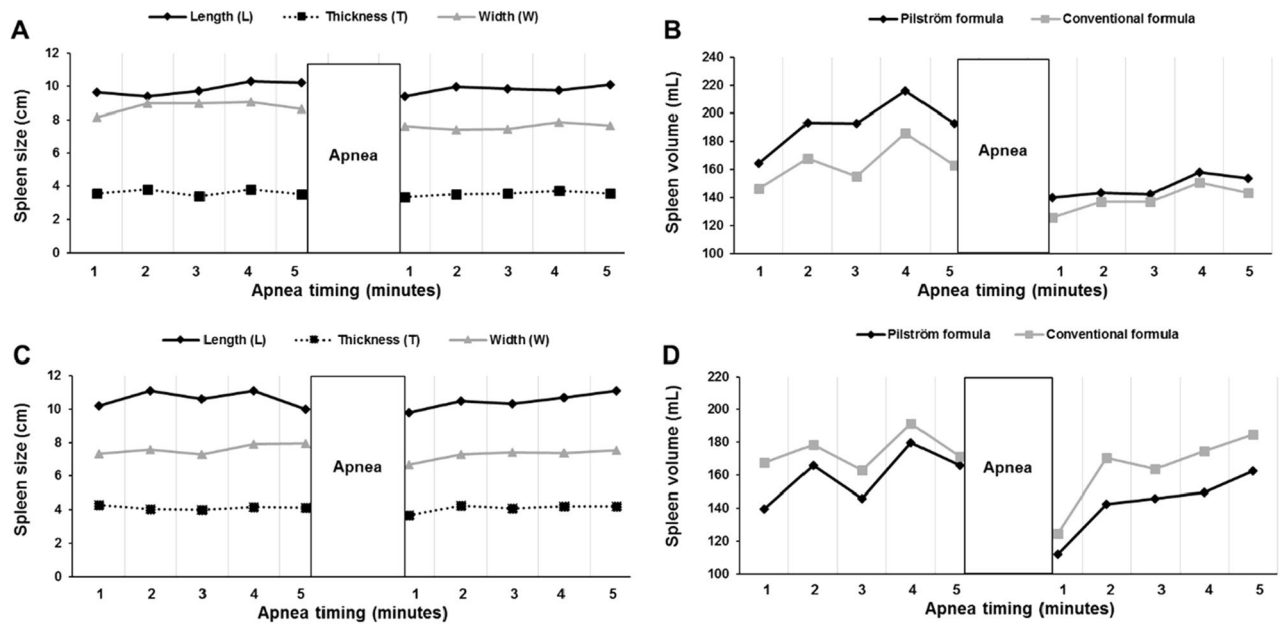 A
Length (L) Thickness (T) Width (W)
Spleen size (cm)
12
10
8
6
4
2
0
Apnea
1 2 3 4 5 1 2 3 4 5
Apnea timing (minutes)
B
Pilström formula Conventional formula
Spleen volume (mL)
240
220
200
180
160
140
120
100
Apnea
1 2 3 4 5 1 2 3 4 5
Apnea timing (minutes)
C
Length (L) Thickness (T) Width (W)
Spleen size (cm)
12
10
8
6
4
2
0
Apnea
1 2 3 4 5 1 2 3 4 5
Apnea timing (minutes)
D
Pilström formula Conventional formula
Spleen volume (mL)
220
200
180
160
140
120
100
Apnea
1 2 3 4 5 1 2 3 4 5
Apnea timing (minutes)